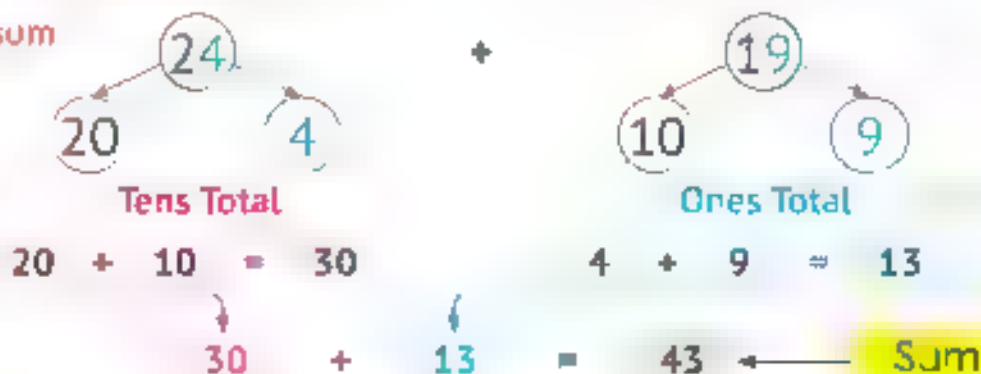 sum
24 + 19
20 4 10 9
Tens Total Ones Total
20 + 10 = 30 4 + 9 = 13
30 + 13 = 43 Sum